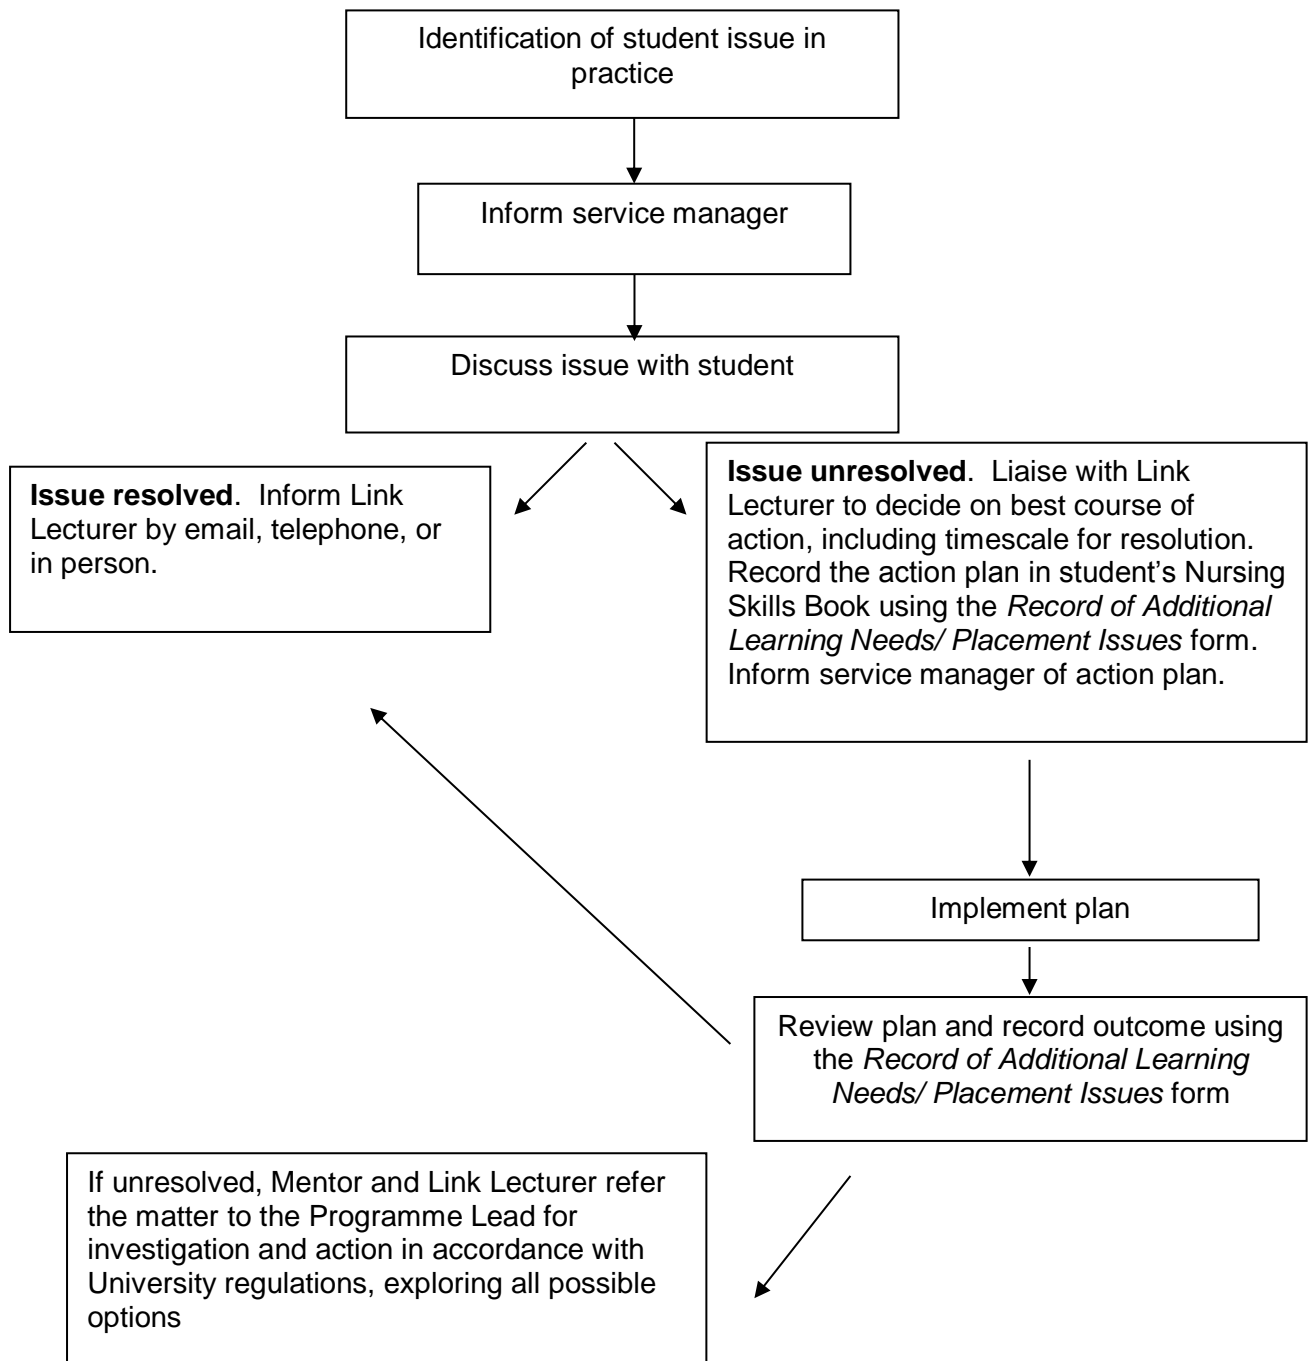 Identification of student issue in
practice
Inform service manager
Discuss issue with student
Issue resolved.  Inform Link
Lecturer by email, telephone, or
in person.
Issue unresolved.  Liaise with Link
Lecturer to decide on best course of
action, including timescale for resolution.
Record the action plan in student’s Nursing
Skills Book using the Record of Additional
Learning Needs/ Placement Issues form.
Inform service manager of action plan.
Implement plan
Review plan and record outcome using
the Record of Additional Learning
Needs/ Placement Issues form
If unresolved, Mentor and Link Lecturer refer
the matter to the Programme Lead for
investigation and action in accordance with
University regulations, exploring all possible
options